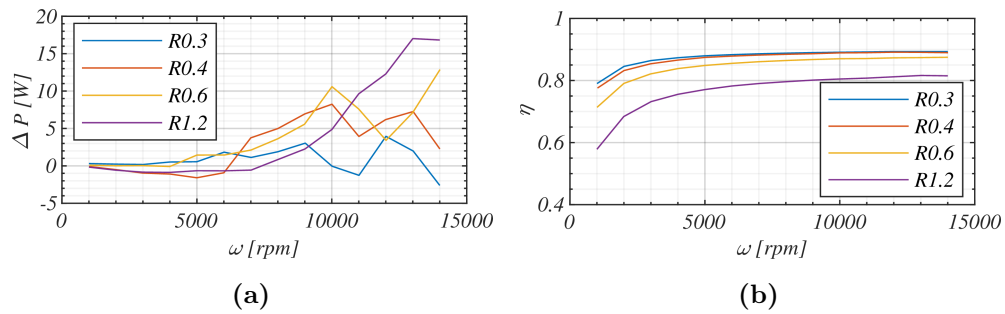 20
15
10
5
0
-5
Δ P [W]
R0.3
R0.4
R0.6
R1.2
0
5000
10000
15000
ω [rpm]
(a)
1
0.8
0.6
0.4
η
R0.3
R0.4
R0.6
R1.2
0
5000
10000
15000
ω [rpm]
(b)